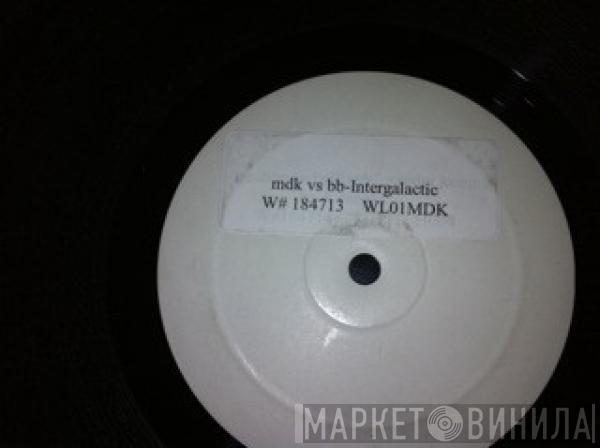 mdk vs bb-Intergalactic
W# 184713 WL01MDK
МАРКЕТ ВИНИЛА